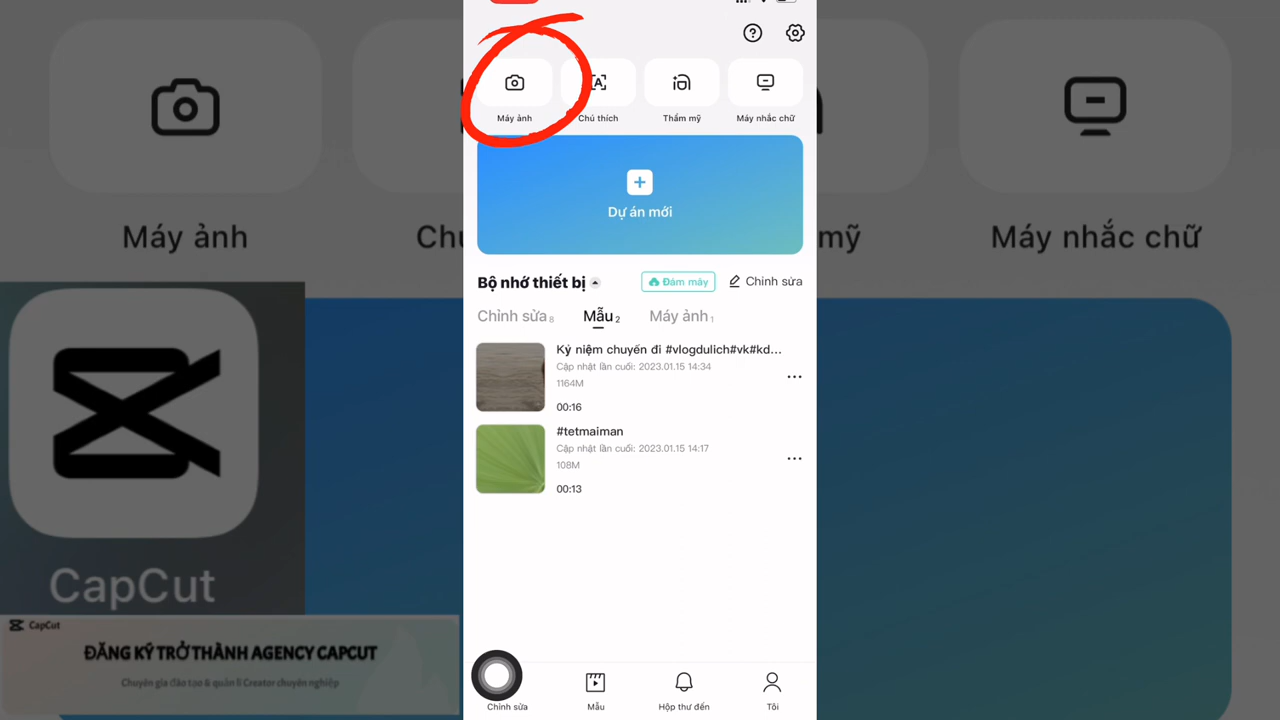 Máy ảnh
Chú thích
Thẩm mỹ
Máy nhắc chữ
Dự án mới
Bộ nhớ thiết bị
Đám mây
Chỉnh sửa
Chỉnh sửa 8
Mẫu 2
Máy ảnh 1
Kỷ niệm chuyến đi #vlogdulich#vk#kd...
Cập nhật lần cuối: 2023.01.15 14:34
1164M
00:16
#tetmaiman
Cập nhật lần cuối: 2023.01.15 14:17
108M
00:13
Chỉnh sửa
Mẫu
Hộp thư đến
Tôi
Máy ảnh
Chú
mỹ
Máy nhắc chữ
CapCut
CapCut
ĐĂNG KÝ TRỞ THÀNH AGENCY CAPCUT
Chuyên gia đào tạo & quản lí Creator chuyên nghiệp